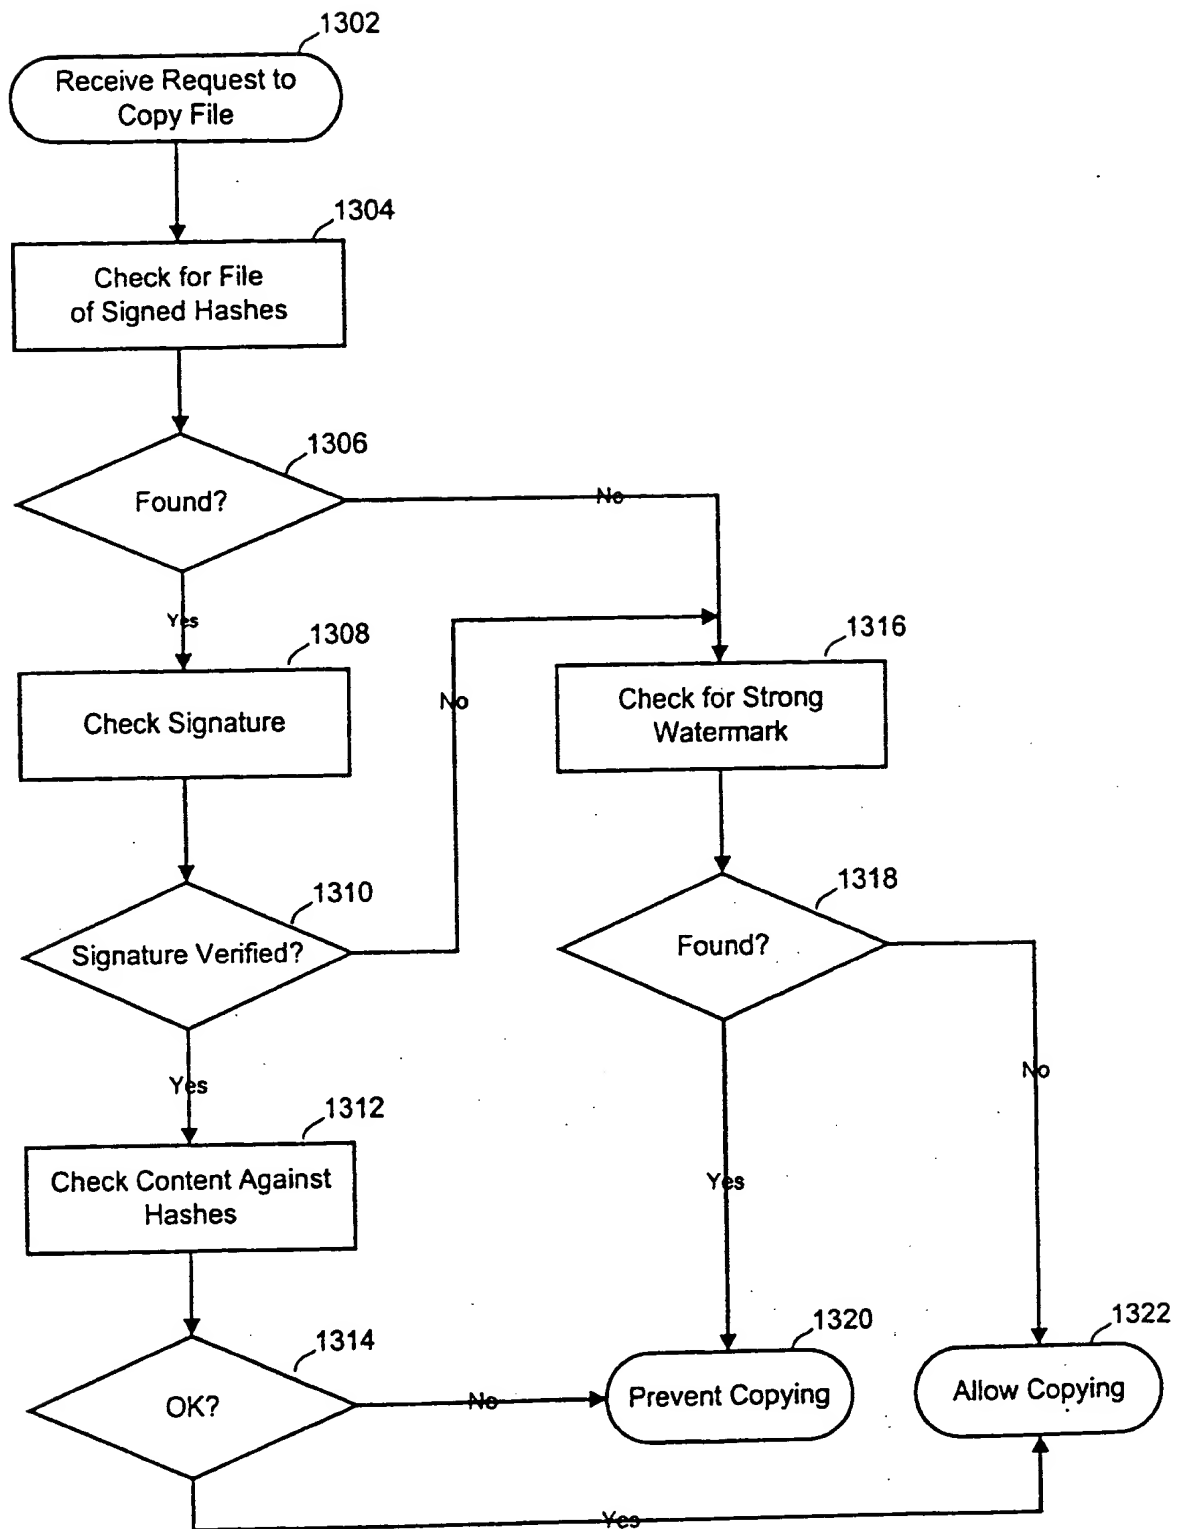 1302
Receive Request to
Copy File
1304
Check for File
of Signed Hashes
1306
Found?
No
Yes
1308
Check Signature
No
1316
Check for Strong
Watermark
1310
Signature Verified?
1318
Found?
Yes
No
1312
Check Content Against
Hashes
Yes
1314
OK?
No
1320
Prevent Copying
1322
Allow Copying
Yes